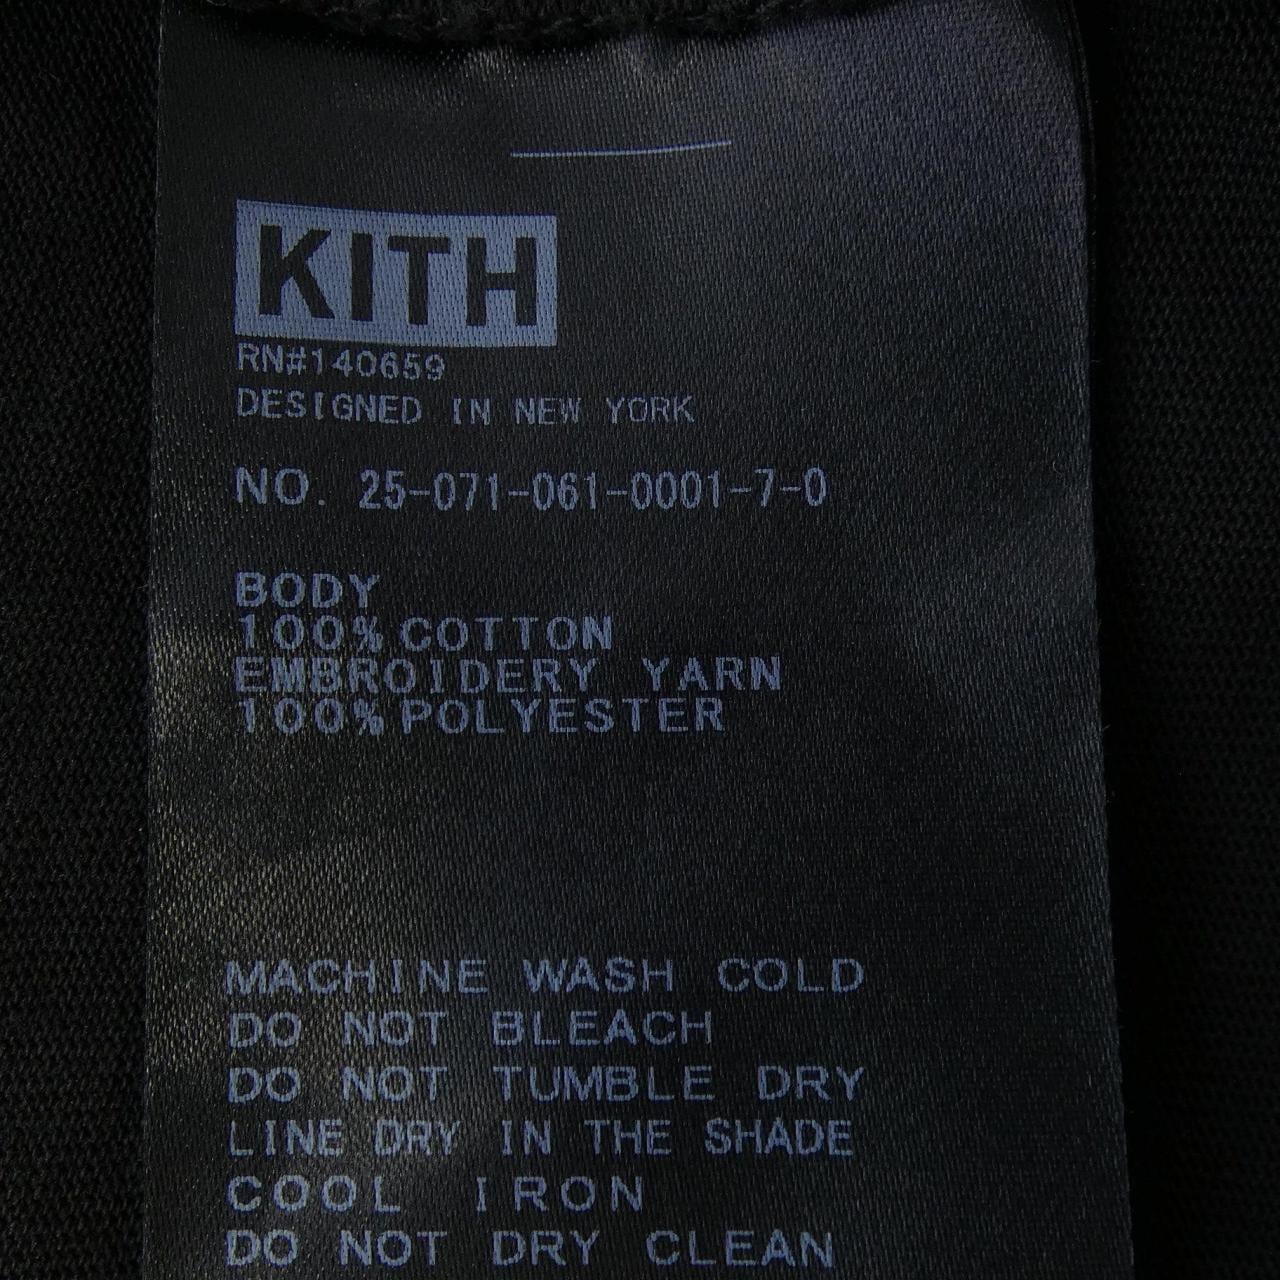 KITH
RN#140659
DESIGNED IN NEW YORK
NO. 25-071-061-0001-7-0
BODY
100% COTTON
EMBROIDERY YARN
100% POLYESTER
MACHINE WASH COLD
DO NOT BLEACH
DO NOT TUMBLE DRY
LINE DRY IN THE SHADE
COOL IRON
DO NOT DRY CLEAN